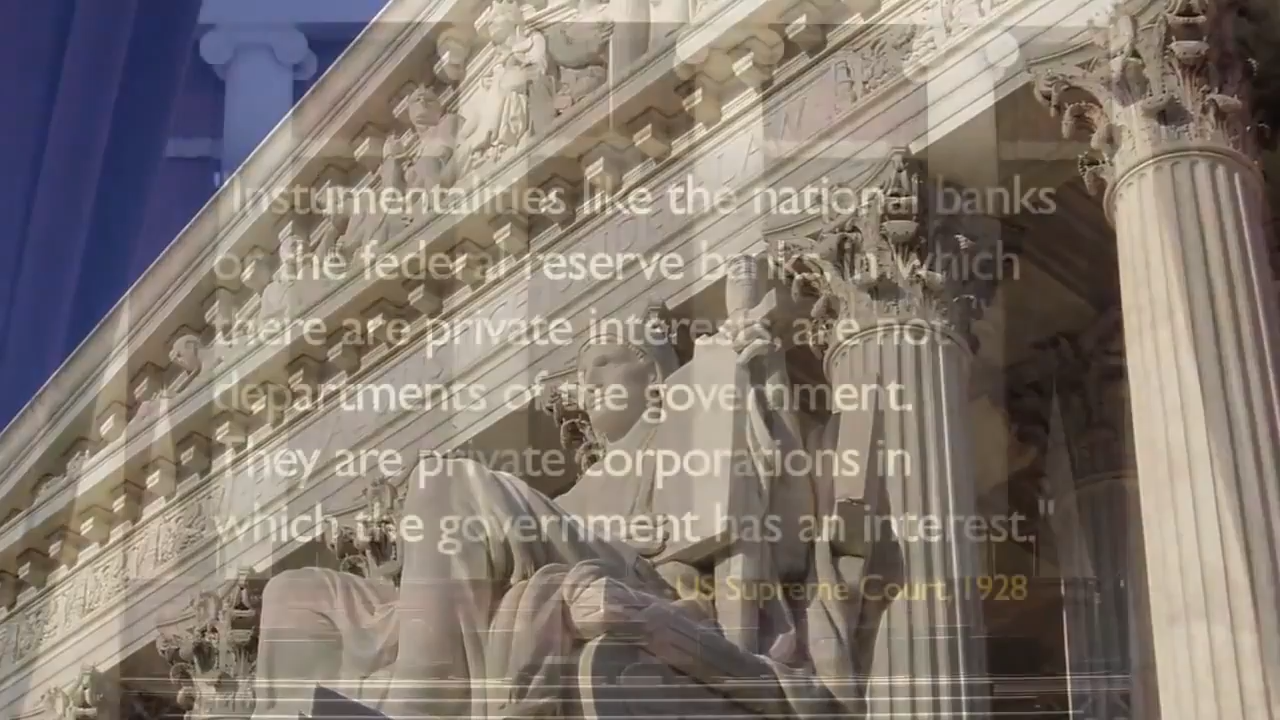 "Instumentalities like the national banks
or the federal reserve banks, in which
there are private interests, are not
departments of the government.
They are private corporations in
which the government has an interest."
US Supreme Court, 1928